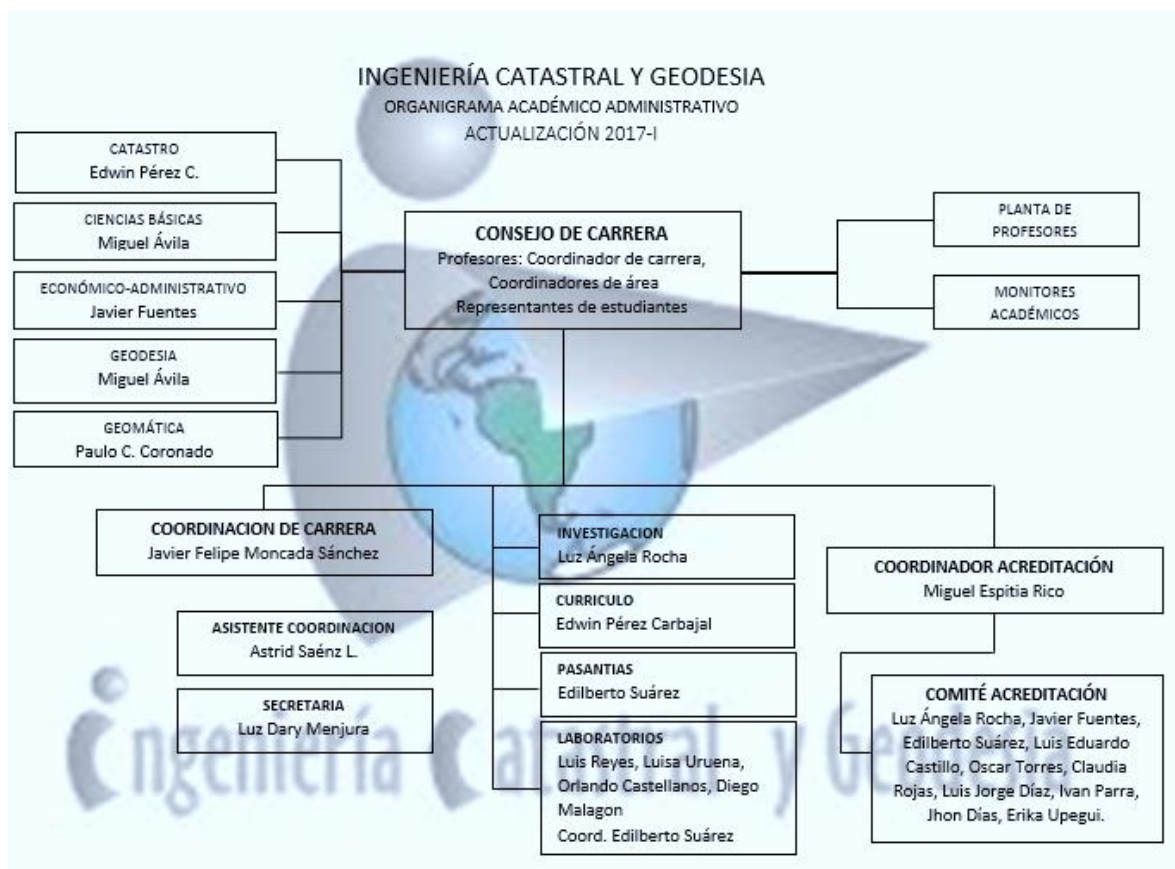 INGENIERÍA CATASTRAL Y GEODESIA
ORGANIGRAMA ACADÉMICO ADMINISTRATIVO
ACTUALIZACIÓN 2017-I
CATASTRO
Edwin Pérez C.
CIENCIAS BÁSICAS
Miguel Ávila
ECONÓMICO-ADMINISTRATIVO
Javier Fuentes
GEODESIA
Miguel Ávila
GEOMÁTICA
Paulo C. Coronado
CONSEJO DE CARRERA
Profesores: Coordinador de carrera,
Coordinadores de área
Representantes de estudiantes
PLANTA DE
PROFESORES
MONITORES
ACADÉMICOS
COORDINACION DE CARRERA
Javier Felipe Moncada Sánchez
ASISTENTE COORDINACION
Astrid Saénz L.
SECRETARIA
Luz Dary Menjura
INVESTIGACION
Luz Ángela Rocha
CURRICULO
Edwin Pérez Carbajal
PASANTIAS
Edilberto Suárez
LABORATORIOS
Luis Reyes, Luisa Uruena,
Orlando Castellanos, Diego
Malagon
Coord. Edilberto Suárez
COORDINADOR ACREDITACIÓN
Miguel Espitia Rico
COMITÉ ACREDITACIÓN
Luz Ángela Rocha, Javier Fuentes,
Edilberto Suárez, Luis Eduardo
Castillo, Oscar Torres, Claudia
Rojas, Luis Jorge Díaz, Ivan Parra,
Jhon Días, Erika Upegui.
ingeniería Catastral y Geodesia